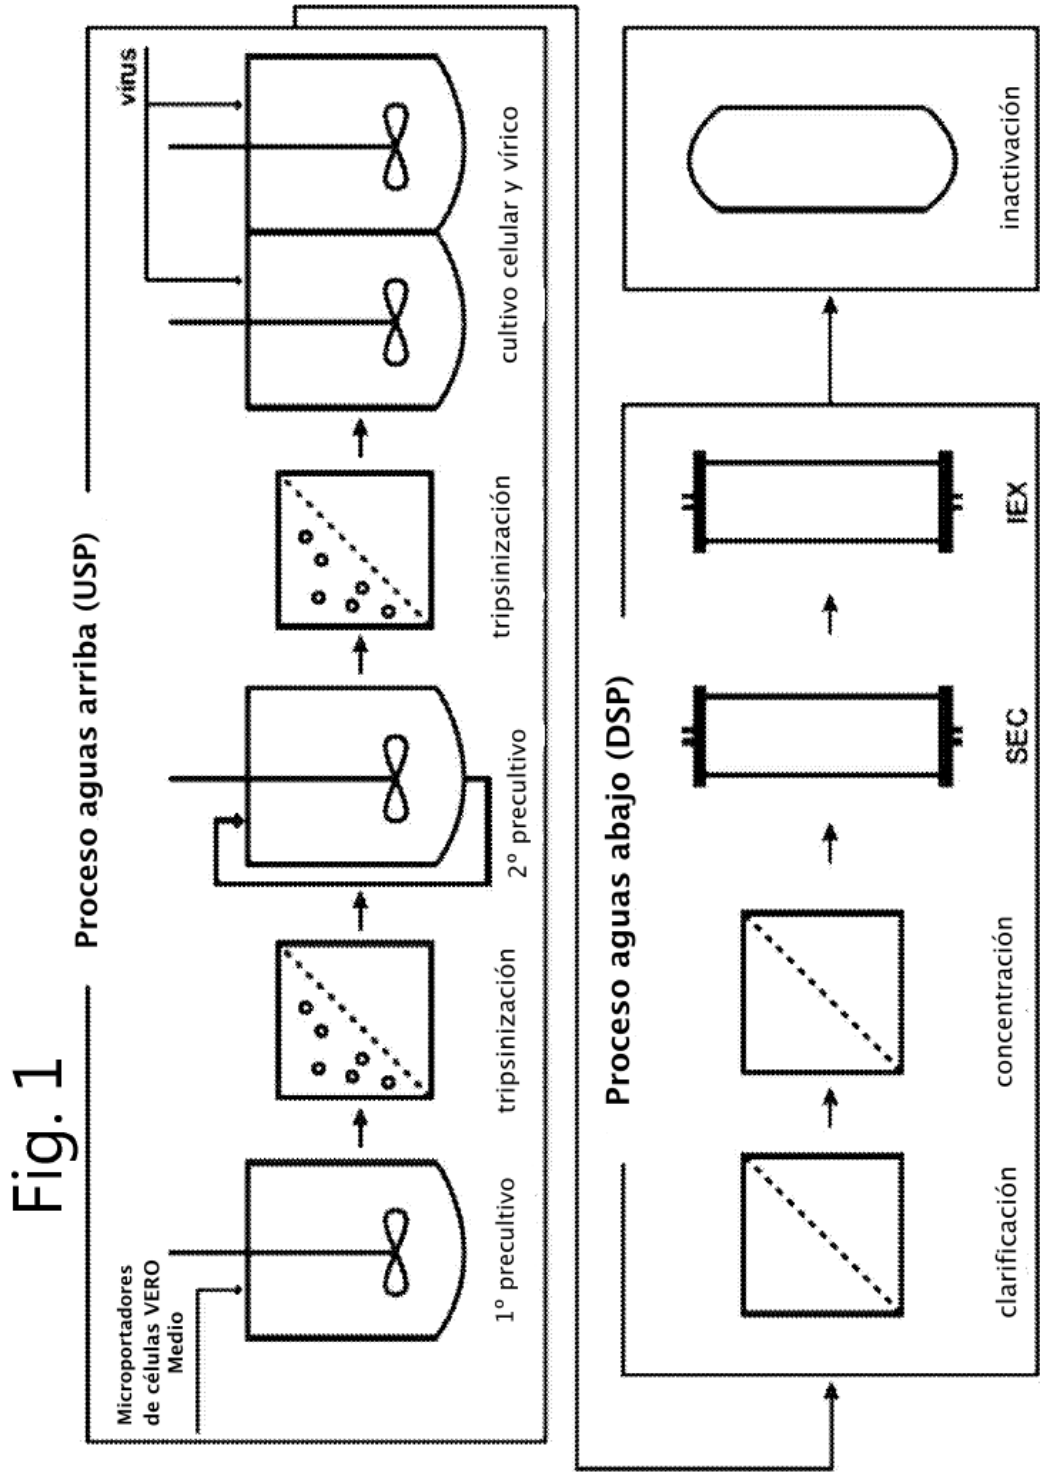 Fig. 1
Proceso aguas arriba (USP)
Microportadores
de células VERO
Medio
virus
1º precultivo
tripsinización
2º precultivo
tripsinización
cultivo celular y vírico
Proceso aguas abajo (DSP)
clarificación
concentración
SEC
IEX
inactivación